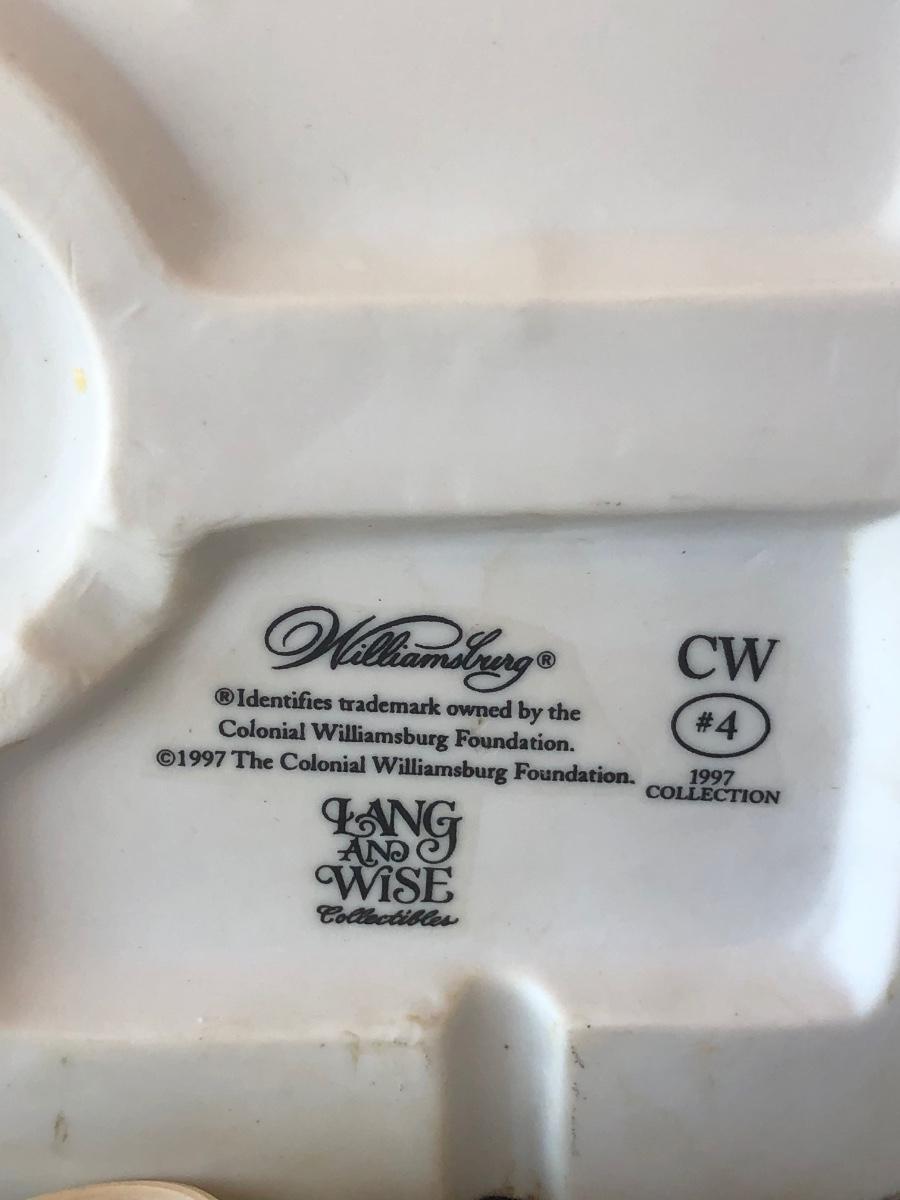 Williamsburg®
®Identifies trademark owned by the
Colonial Williamsburg Foundation.
©1997 The Colonial Williamsburg Foundation.
LANG
AND
WISE
Collectibles
CW
#4
1997
COLLECTION